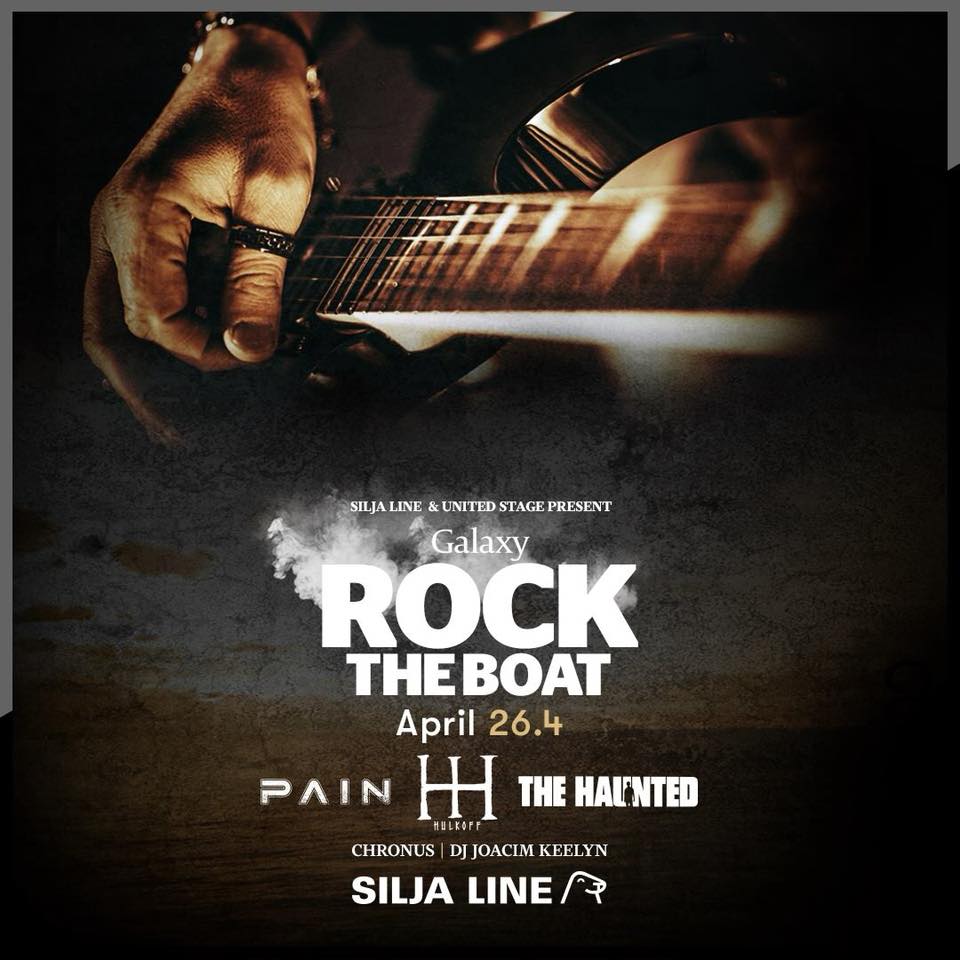 SILJA LINE & UNITED STAGE PRESENT
Galaxy
ROCK
THE BOAT
April 26.4
PAIN HH THE HAUNTED
HULKOFF
CHRONUS | DJ JOACIM KEELYN
SILJA LINE